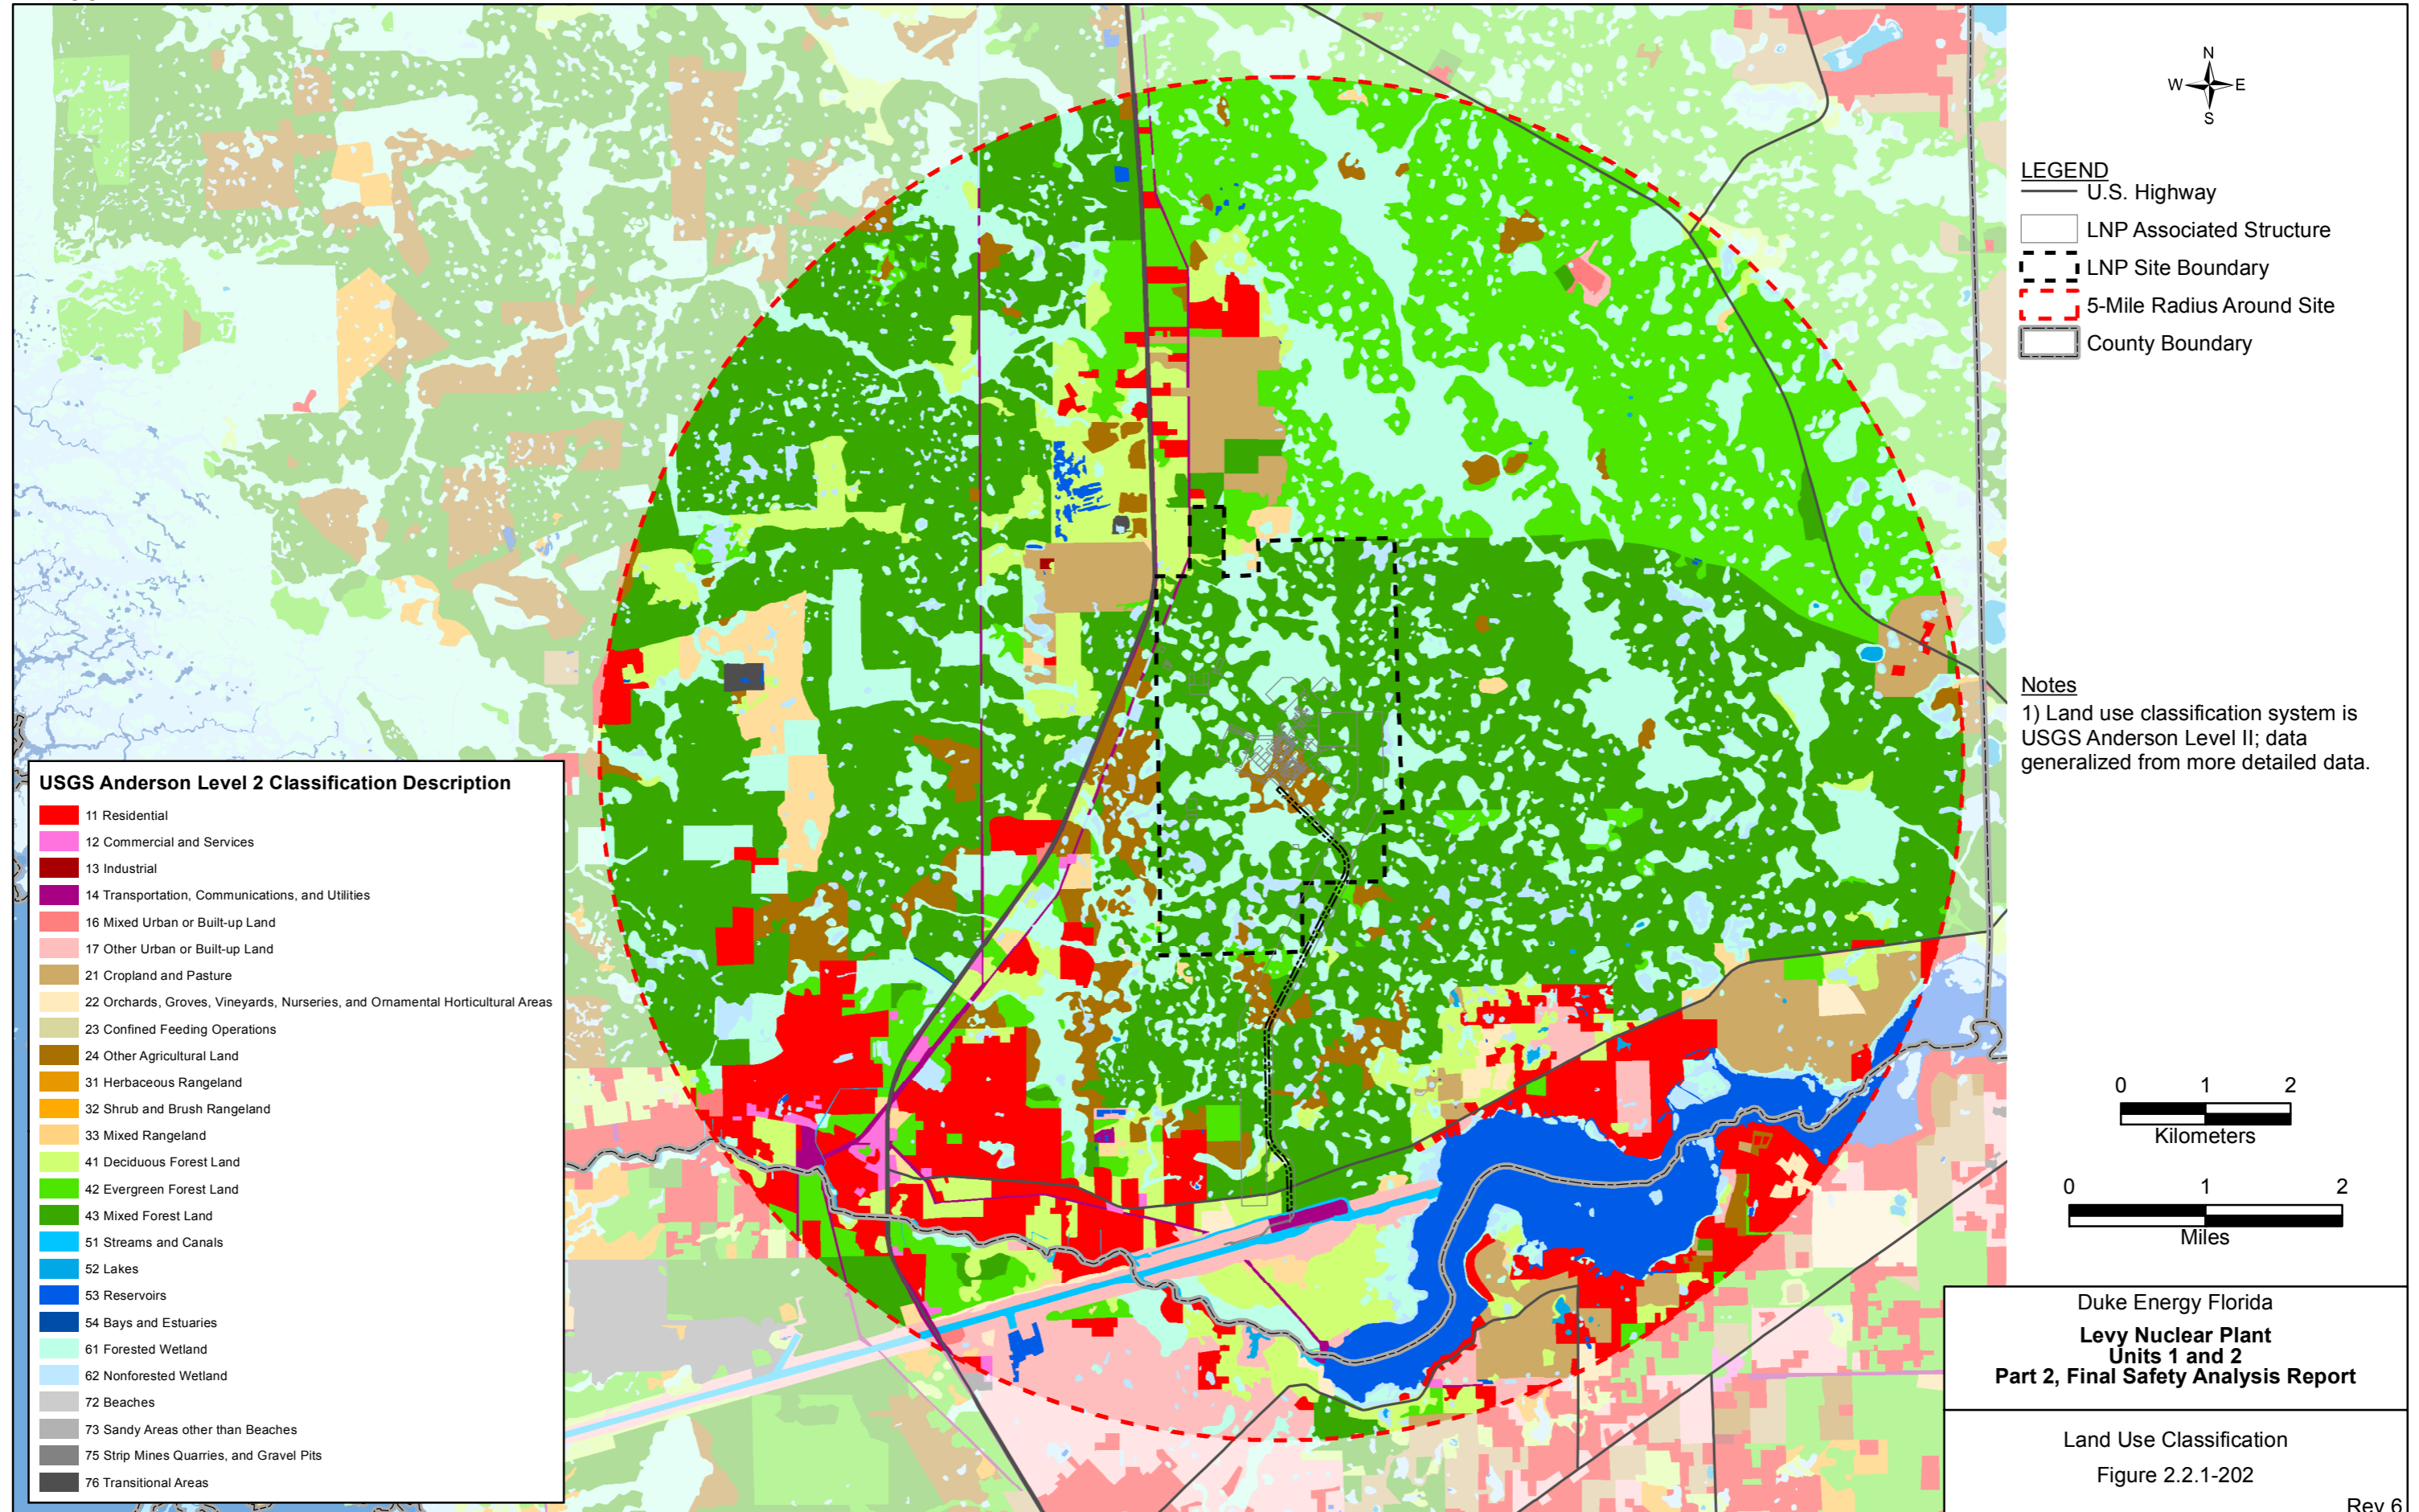 N
W E
S
LEGEND
U.S. Highway
LNP Associated Structure
LNP Site Boundary
5-Mile Radius Around Site
County Boundary
Notes
1) Land use classification system is
USGS Anderson Level II; data
generalized from more detailed data.
USGS Anderson Level 2 Classification Description
11 Residential
12 Commercial and Services
13 Industrial
14 Transportation, Communications, and Utilities
16 Mixed Urban or Built-up Land
17 Other Urban or Built-up Land
21 Cropland and Pasture
22 Orchards, Groves, Vineyards, Nurseries, and Ornamental Horticultural Areas
23 Confined Feeding Operations
24 Other Agricultural Land
31 Herbaceous Rangeland
32 Shrub and Brush Rangeland
33 Mixed Rangeland
41 Deciduous Forest Land
42 Evergreen Forest Land
43 Mixed Forest Land
51 Streams and Canals
52 Lakes
53 Reservoirs
54 Bays and Estuaries
61 Forested Wetland
62 Nonforested Wetland
72 Beaches
73 Sandy Areas other than Beaches
75 Strip Mines Quarries, and Gravel Pits
76 Transitional Areas
0 1 2
Kilometers
0 1 2
Miles
Duke Energy Florida
Levy Nuclear Plant
Units 1 and 2
Part 2, Final Safety Analysis Report
Land Use Classification
Figure 2.2.1-202
Rev 6